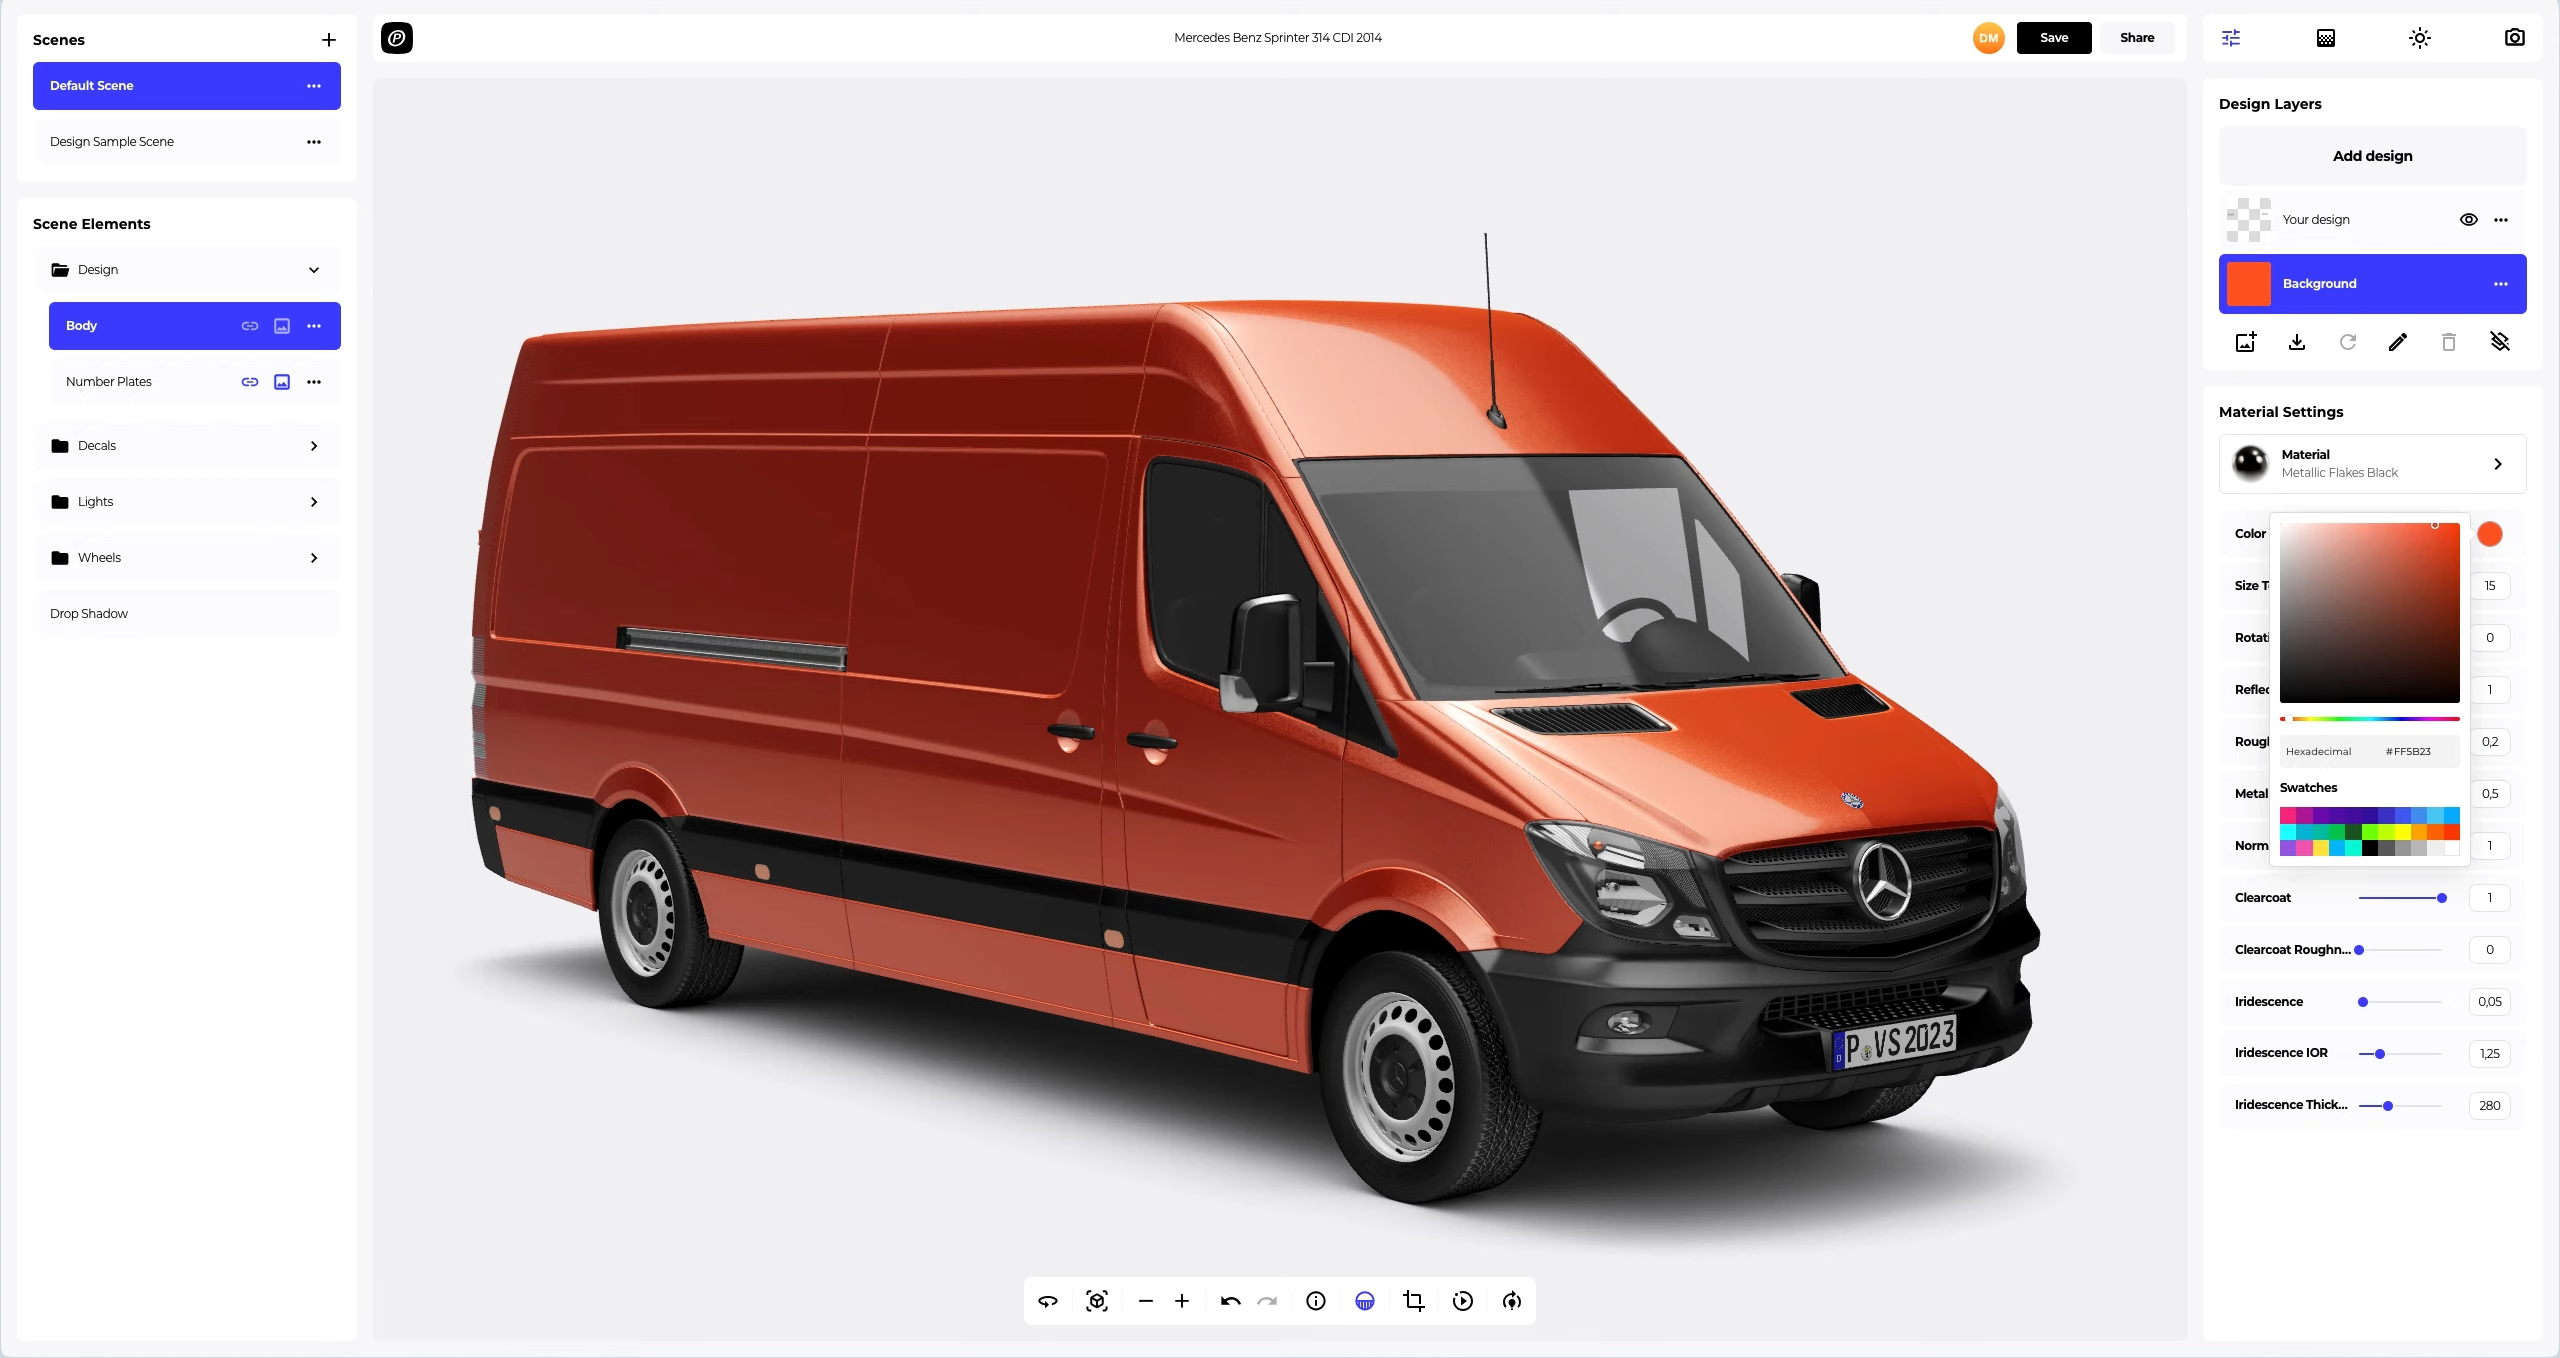 Scenes
Default Scene
Design Sample Scene
Scene Elements
Design
Body
Number Plates
Decals
Lights
Wheels
Drop Shadow
Mercedes Benz Sprinter 314 CDI 2014
DM
Save
Share
P VS 2023
D
Design Layers
Add design
Your design
Background
Material Settings
Material
Metallic Flakes Black
Color
Size T
15
Rotati
0
Reflec
1
Rough
0,2
Metal
0,5
Norm
1
Hexadecimal #FF5B23
Swatches
Clearcoat 1
Clearcoat Roughn... 0
Iridescence 0,05
Iridescence IOR 1,25
Iridescence Thick... 280